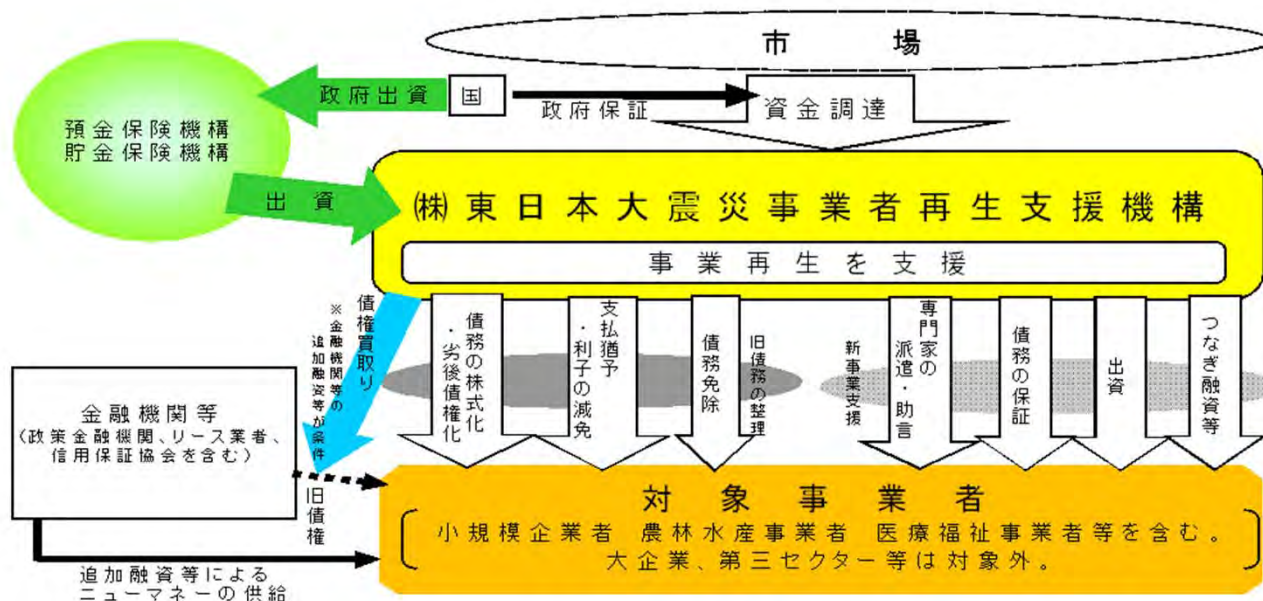 市場
政府出資
国
政府保証
資金調達
預金保険機構
貯金保険機構
出資
㈱東日本大震災事業者再生支援機構
事業再生を支援
債権買取り
※金融機関等の
追加融資等が条件
債務の株式化
・劣後債権化
支払猶予
・利子の減免
債務免除
旧債務の整理
新事業支援
専門家の
派遣・助言
債務の保証
出資
つなぎ融資等
金融機関等
(政策金融機関、リース業者、
信用保証協会を含む)
旧債権
対象事業者
小規模企業者 農林水産事業者 医療福祉事業者等を含む。
大企業、第三セクター等は対象外。
追加融資等による
ニューマネーの供給